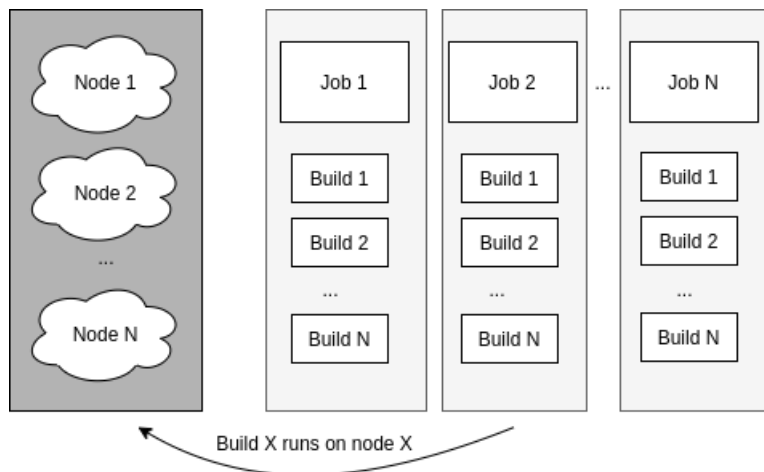 Node 1
Node 2
...
Node N
Job 1
Build 1
Build 2
...
Build N
Job 2
Build 1
Build 2
...
Build N
...
Job N
Build 1
Build 2
...
Build N
Build X runs on node X